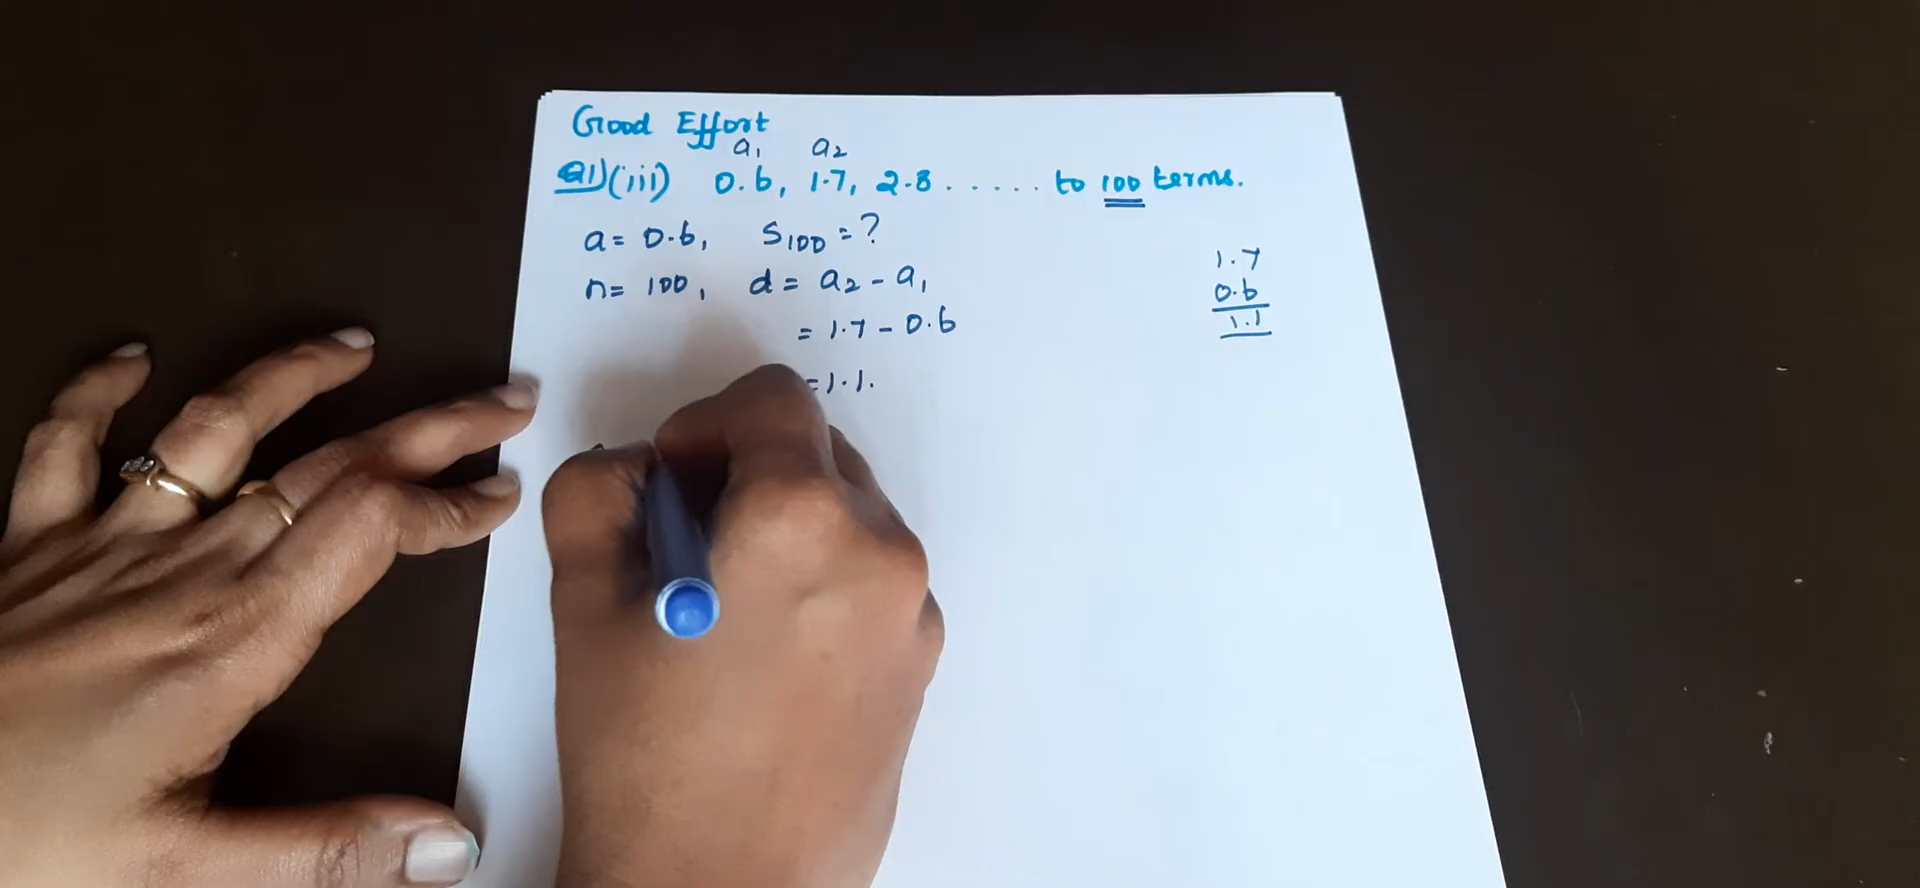 Good Effort
a1 a2
Q1)(iii) 0.6, 1.7, 2.8 ...... to 100 terms.
a = 0.6, S100 = ?
n = 100, d = a2 - a1
= 1.7 - 0.6
= 1.1.
1.7
0.6
1.1